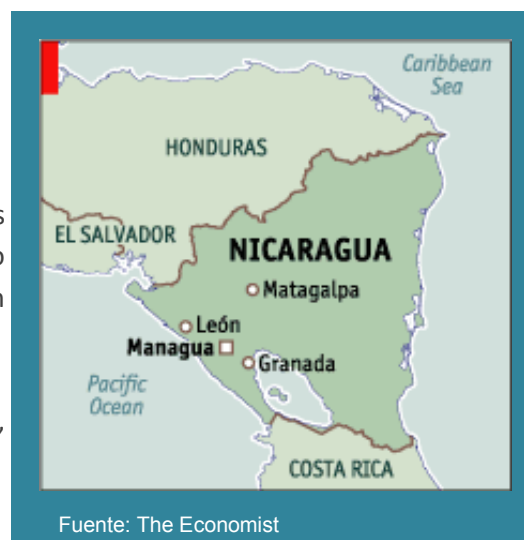 Caribbean
Sea
HONDURAS
s
EL SALVADOR
o
NICARAGUA
n
Matagalpa
León
Managua
Granada
Pacific
Ocean
,
COSTA RICA
Fuente: The Economist